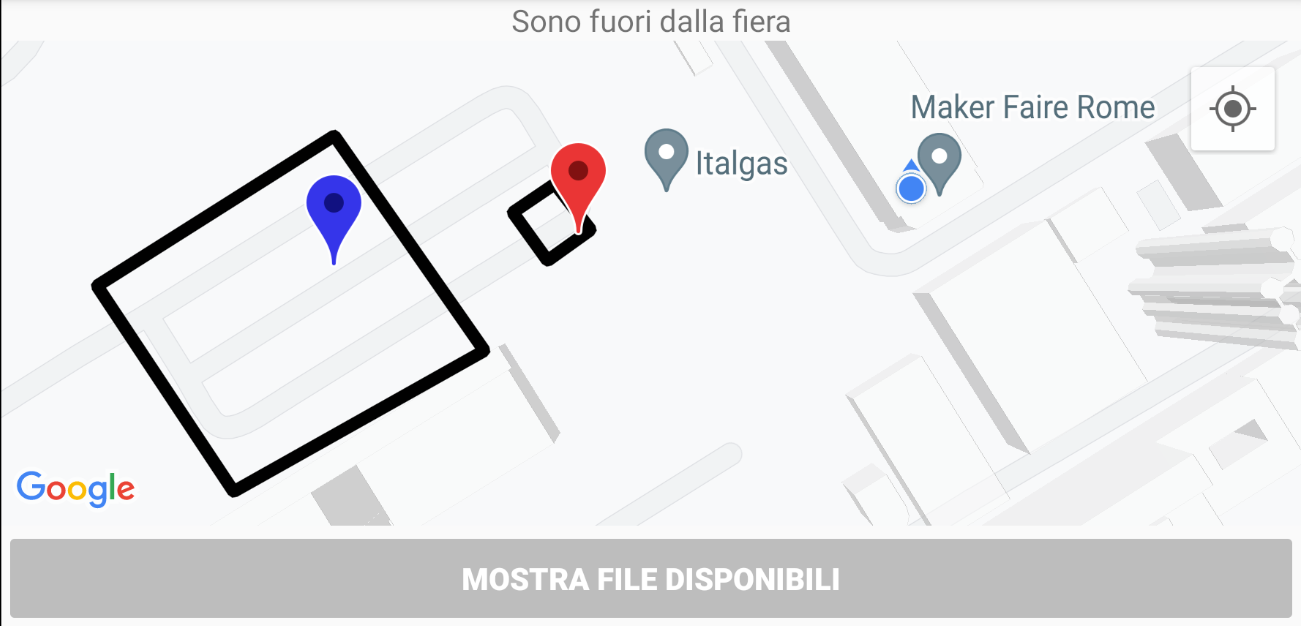 Sono fuori dalla fiera
Maker Faire Rome
Italgas
Google
MOSTRA FILE DISPONIBILI